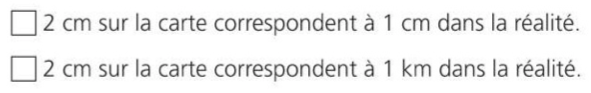 2 cm sur la carte correspondent à 1 cm dans la réalité.
2 cm sur la carte correspondent à 1 km dans la réalité.